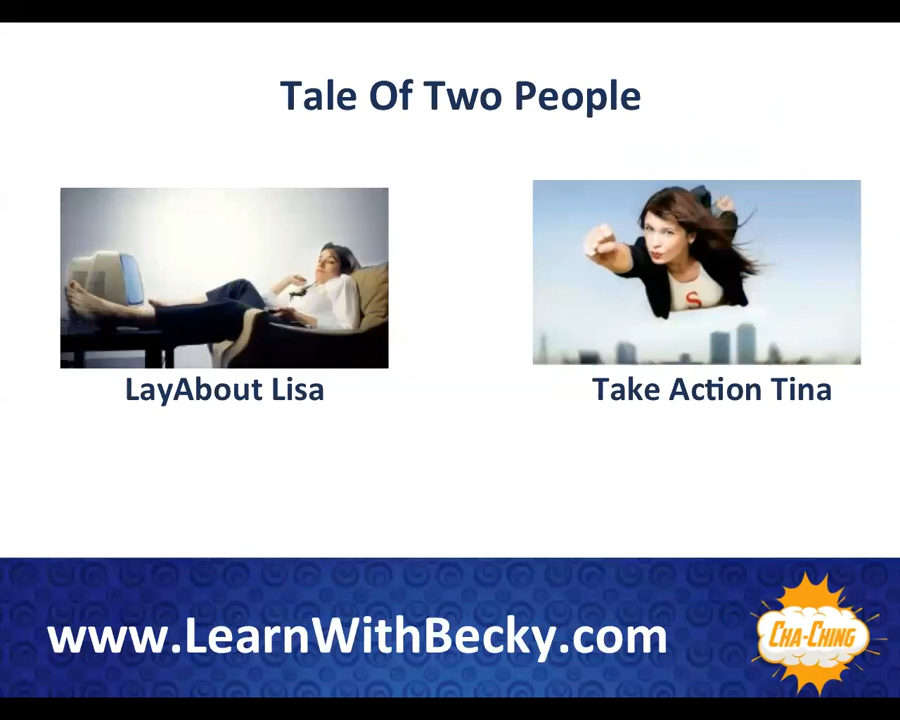 Tale Of Two People
S
LayAbout Lisa
Take Action Tina
www.LearnWithBecky.com
CHA-CHING